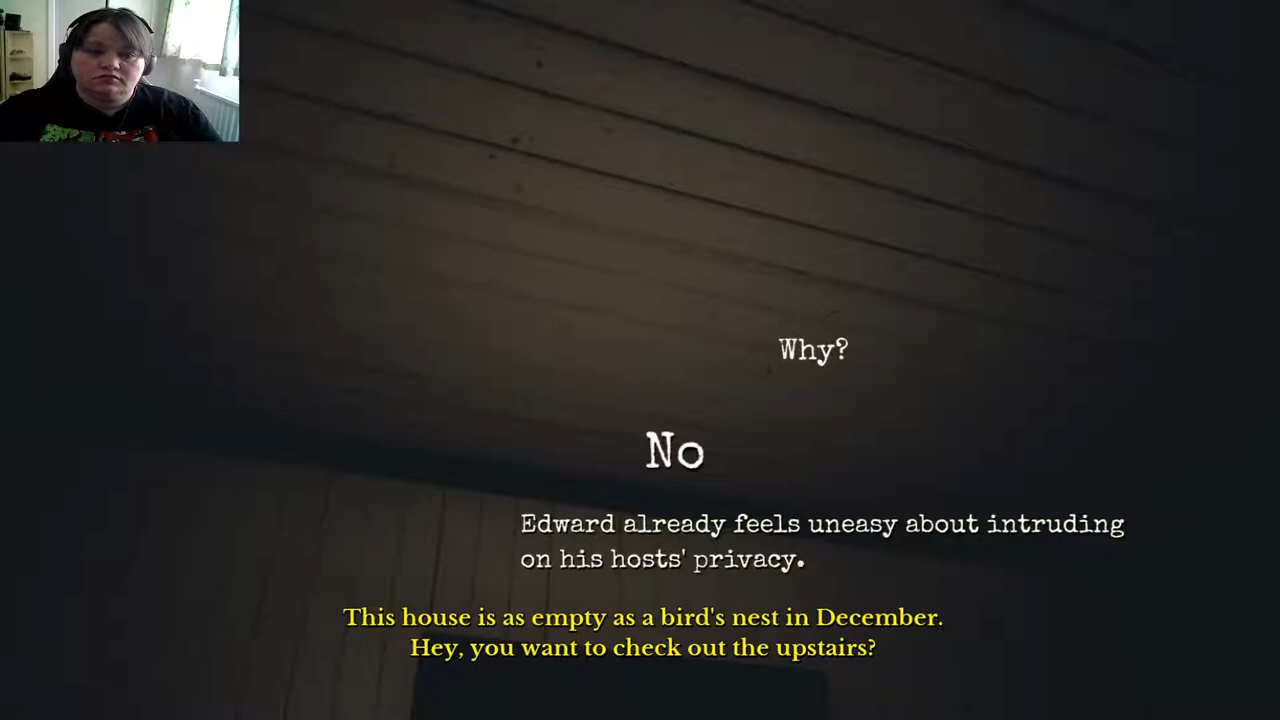 Why?
No
Edward already feels uneasy about intruding
on his hosts' privacy.
This house is as empty as a bird's nest in December.
Hey, you want to check out the upstairs?